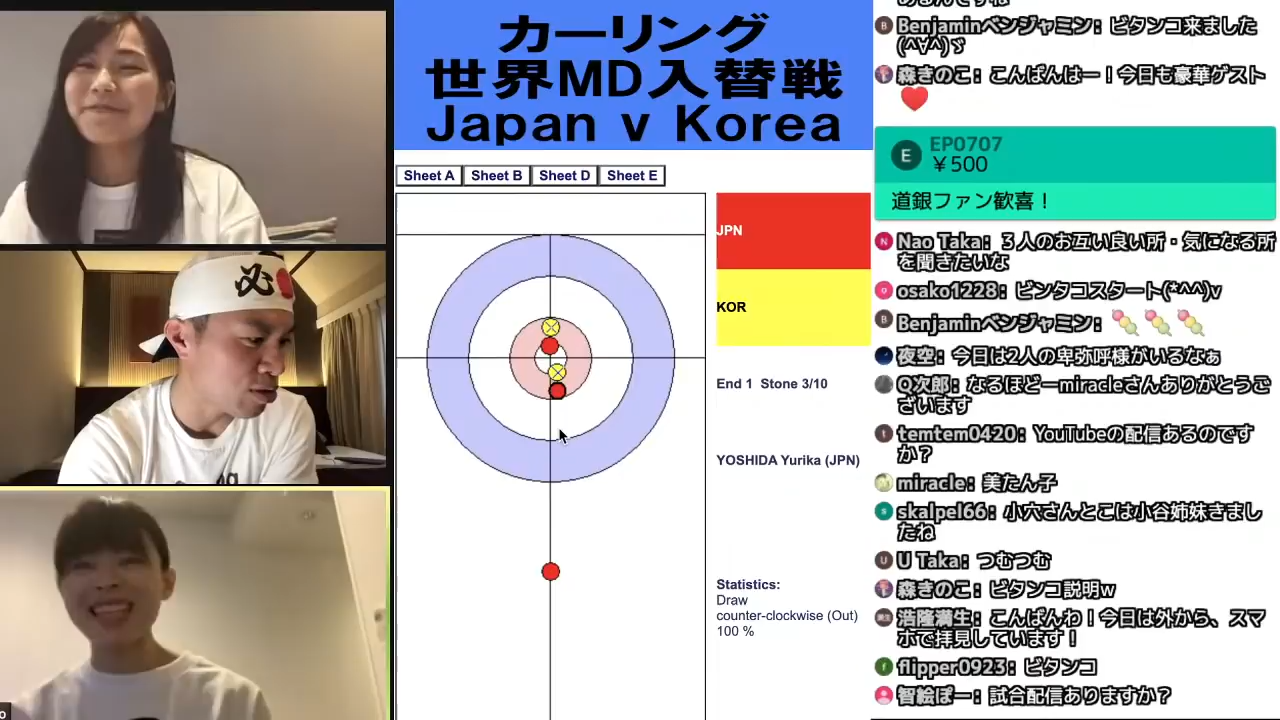 カーリング
世界MD入替戦
Japan v Korea
Sheet A
Sheet B
Sheet D
Sheet E
JPN
KOR
End 1 Stone 3/10
YOSHIDA Yurika (JPN)
Statistics:
Draw
counter-clockwise (Out)
100 %
必
Benjaminベンジャミン: ビタンコ来ました
(^∀^)ゞ
森きのこ: こんばんはー！今日も豪華ゲスト
E
EP0707
￥500
道銀ファン歓喜！
Nao Taka: ３人のお互い良い所・気になる所
を聞きたいな
osako1228: ビンタコスタート(*^^)v
Benjaminベンジャミン:
夜空: 今日は2人の卑弥呼様がいるなぁ
Q次郎: なるほどーmiracleさんありがとうご
ざいます
temtem0420: YouTubeの配信あるのです
か？
miracle: 美たん子
skalpel66: 小穴さんとこは小谷姉妹きまし
たね
U Taka: つむつむ
森きのこ: ビタンコ説明w
浩隆満生: こんばんわ！今日は外から、スマ
ホで拝見しています！
flipper0923: ビタンコ
智絵ぽー: 試合配信ありますか？